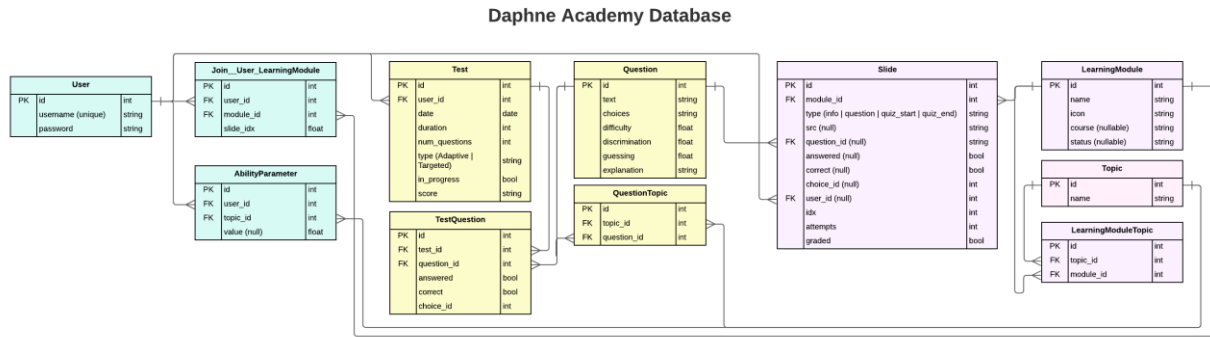 Daphne Academy Database
User
PK id int
username (unique) string
password string
Join__User_LearningModule
PK id int
FK user_id int
FK module_id int
slide_idx float
AbilityParameter
PK id int
FK user_id int
FK topic_id int
value (null) float
Test
PK id int
FK user_id int
date date
duration int
num_questions int
type (Adaptive |
Targeted) string
in_progress bool
score string
TestQuestion
PK id int
FK test_id int
FK question_id int
answered bool
correct bool
choice_id int
Question
PK id int
text string
choices string
difficulty float
discrimination float
guessing float
explanation string
QuestionTopic
PK id int
FK topic_id int
FK question_id int
Slide
PK id int
FK module_id int
type (info | question | quiz_start | quiz_end) string
src (null) string
FK question_id (null) string
answered (null) bool
correct (null) bool
choice_id (null) int
FK user_id (null) int
idx int
attempts int
graded bool
LearningModule
PK id int
name string
icon string
course (nullable) string
status (nullable) string
Topic
PK id int
name string
LearningModuleTopic
PK id int
FK topic_id int
FK module_id int